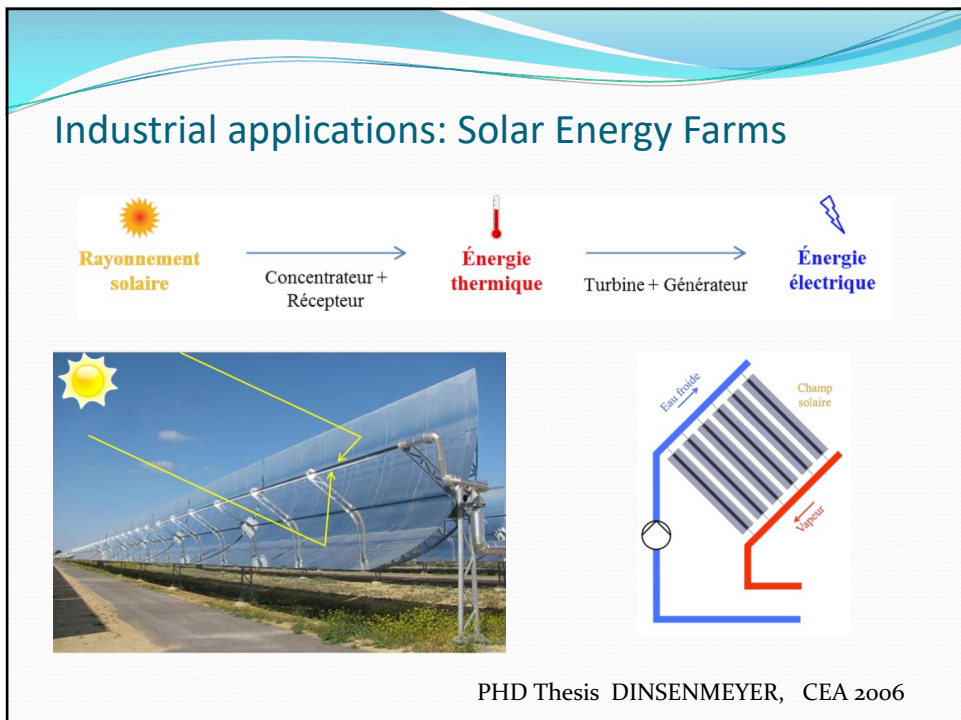 Industrial applications: Solar Energy Farms
Rayonnement
solaire
Concentrateur +
Récepteur
Énergie
thermique
Turbine + Générateur
Énergie
électrique
Eau froide
Champ
solaire
Vapeur
PHD Thesis DINSENMEYER, CEA 2006